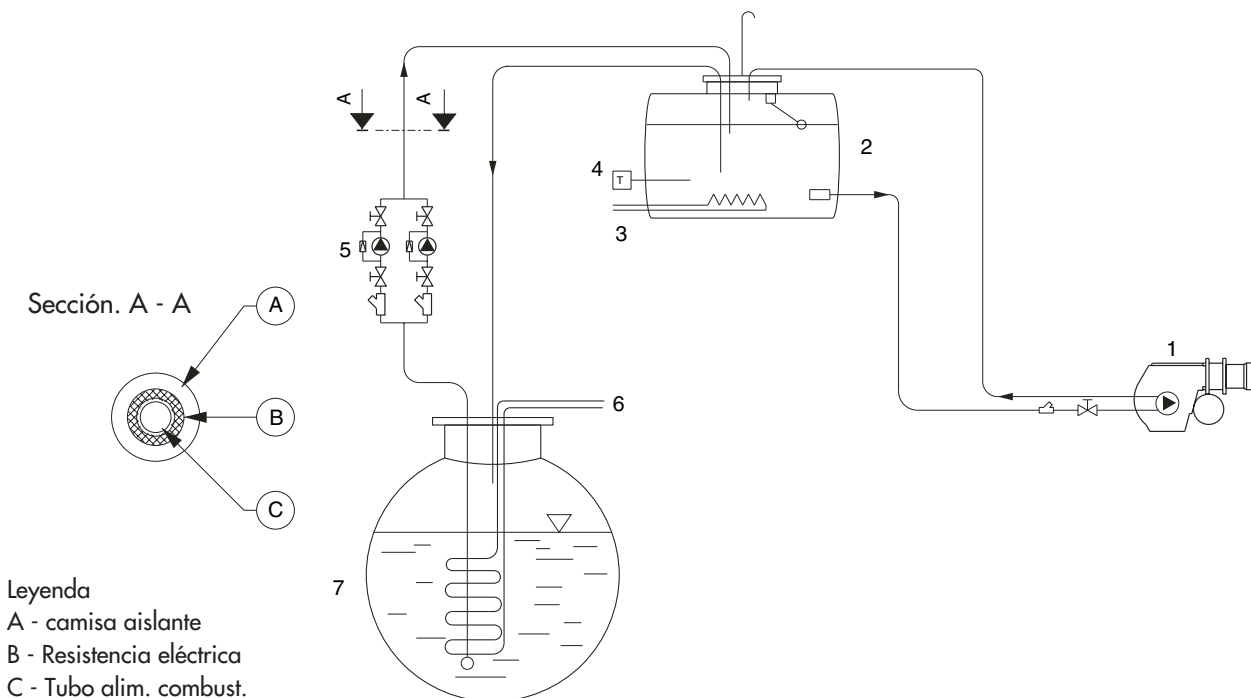 A
A
2
4
T
3
5
Sección. A - A
A
1
6
B
C
7
Leyenda
A - camisa aislante
B - Resistencia eléctrica
C - Tubo alim. combust.